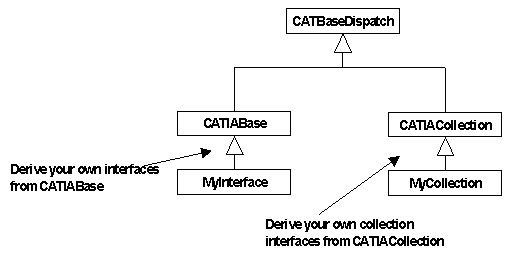 CATBaseDispatch
CATIABase
CATIACollection
Derive your own interfaces
from CATIABase
MyInterface
MyCollection
Derive your own collection
interfaces from CATIACollection